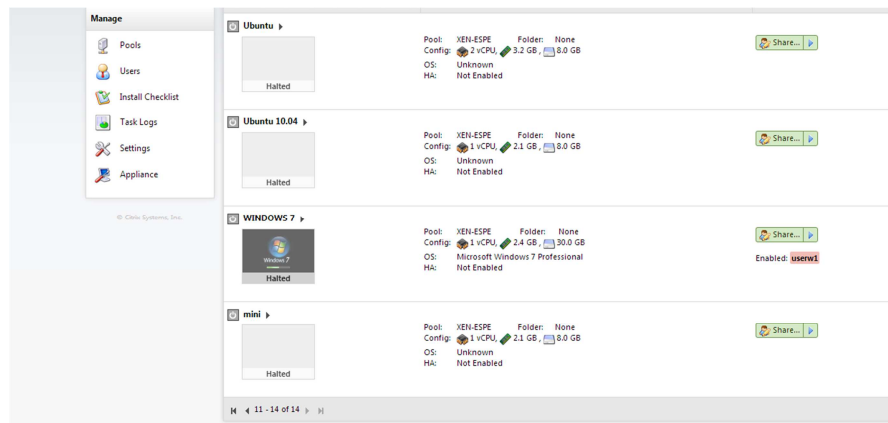 Manage
Pools
Users
Install Checklist
Task Logs
Settings
Appliance
© Citrix Systems, Inc.
Ubuntu
Halted
Pool: XEN-ESPE Folder: None
Config: 2 vCPU, 3.2 GB , 8.0 GB
OS: Unknown
HA: Not Enabled
Share...
Ubuntu 10.04
Halted
Pool: XEN-ESPE Folder: None
Config: 1 vCPU, 2.1 GB , 8.0 GB
OS: Unknown
HA: Not Enabled
Share...
WINDOWS 7
Windows 7
Halted
Pool: XEN-ESPE Folder: None
Config: 1 vCPU, 2.4 GB , 30.0 GB
OS: Microsoft Windows 7 Professional
HA: Not Enabled
Share...
Enabled: userw1
mini
Halted
Pool: XEN-ESPE Folder: None
Config: 1 vCPU, 2.1 GB , 8.0 GB
OS: Unknown
HA: Not Enabled
Share...
11 - 14 of 14